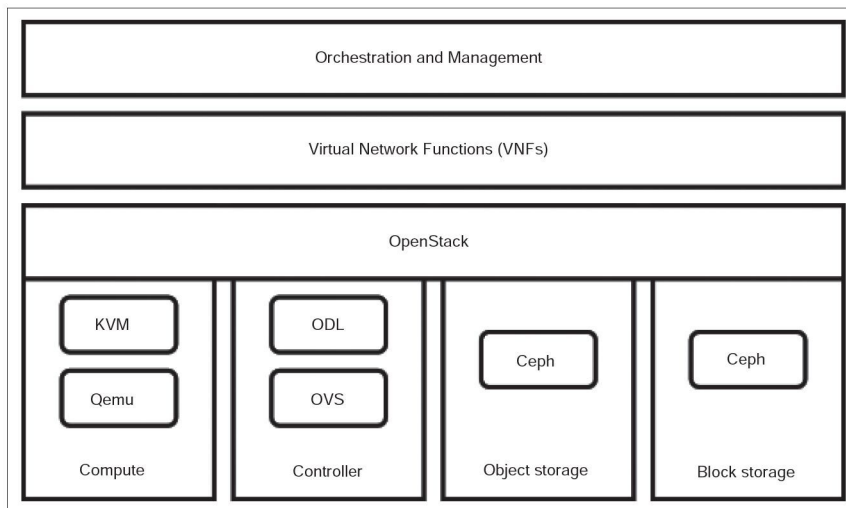 Orchestration and Management
Virtual Network Functions (VNFs)
OpenStack
KVM
Qemu
Compute
ODL
OVS
Controller
Ceph
Object storage
Ceph
Block storage